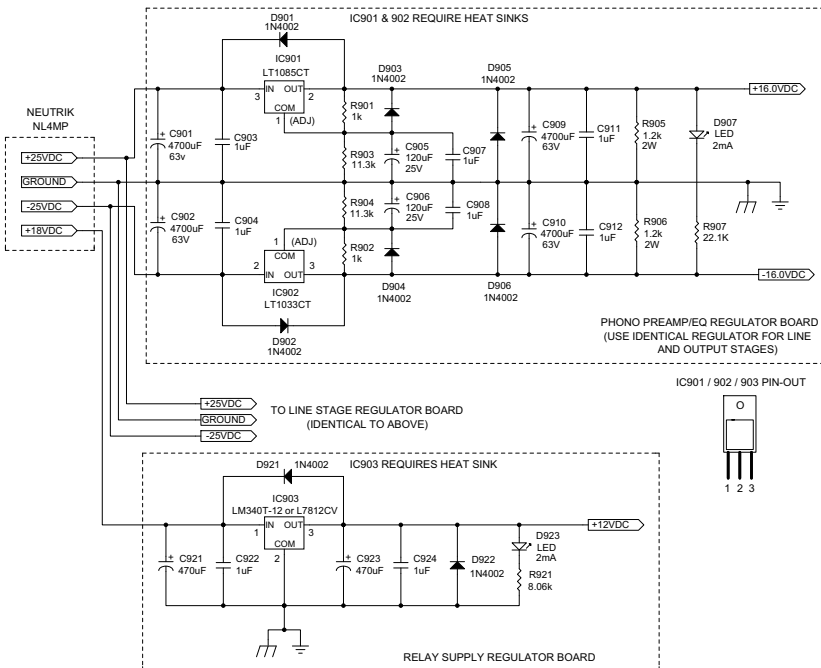 IC901 & 902 REQUIRE HEAT SINKS
D901
1N4002
IC901
LT1085CT
IN OUT
COM
3
2
1
(ADJ)
D903
1N4002
D905
1N4002
+16.0VDC
NEUTRIK
NL4MP
+25VDC
GROUND
-25VDC
+18VDC
+
C901
4700uF
63v
C903
1uF
R901
1k
R903
11.3k
+
C905
120uF
25V
C907
1uF
+
C909
4700uF
63V
C911
1uF
R905
1.2k
2W
D907
LED
2mA
+
C902
4700uF
63V
C904
1uF
R904
11.3k
R902
1k
+
C906
120uF
25V
C908
1uF
+
C910
4700uF
63V
C912
1uF
R906
1.2k
2W
R907
22.1K
1
(ADJ)
COM
IN OUT
2
3
IC902
LT1033CT
D904
1N4002
D906
1N4002
-16.0VDC
D902
1N4002
PHONO PREAMP/EQ REGULATOR BOARD
(USE IDENTICAL REGULATOR FOR LINE
AND OUTPUT STAGES)
IC901 / 902 / 903 PIN-OUT
1 2 3
+25VDC
GROUND
-25VDC
TO LINE STAGE REGULATOR BOARD
(IDENTICAL TO ABOVE)
D921 1N4002
IC903 REQUIRES HEAT SINK
IC903
LM340T-12 or L7812CV
1
IN OUT
3
COM
2
+12VDC
+
C921
470uF
C922
1uF
+
C923
470uF
C924
1uF
D922
1N4002
D923
LED
2mA
R921
8.06k
RELAY SUPPLY REGULATOR BOARD